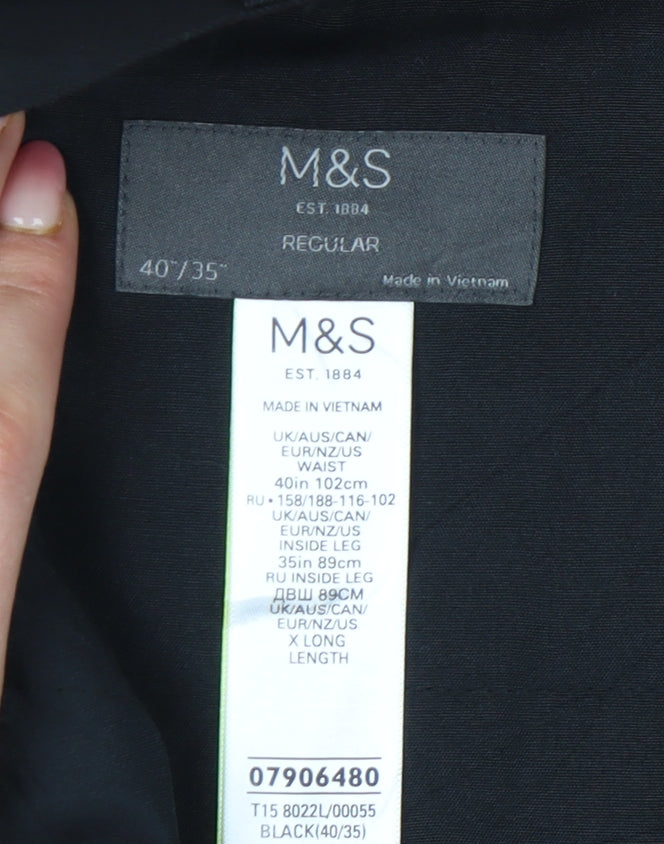 M&S
EST. 1884
REGULAR
40"/35"
Made in Vietnam
M&S
EST. 1884
MADE IN VIETNAM
UK/AUS/CAN/
EUR/NZ/US
WAIST
40in 102cm
RU • 158/188-116-102
UK/AUS/CAN/
EUR/NZ/US
INSIDE LEG
35in 89cm
RU INSIDE LEG
ДВШ 89CM
UK/AUS/CAN/
EUR/NZ/US
X LONG
LENGTH
07906480
T15 8022L/00055
BLACK(40/35)